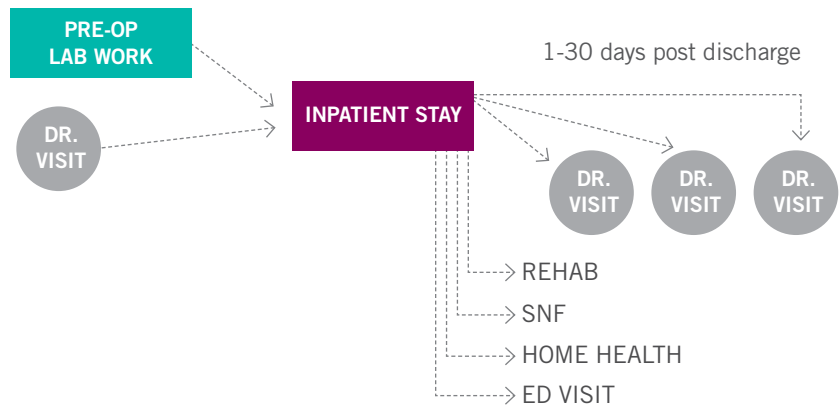 PRE-OP
LAB WORK
1-30 days post discharge
INPATIENT STAY
DR.
VISIT
DR.
VISIT
DR.
VISIT
DR.
VISIT
REHAB
SNF
HOME HEALTH
ED VISIT